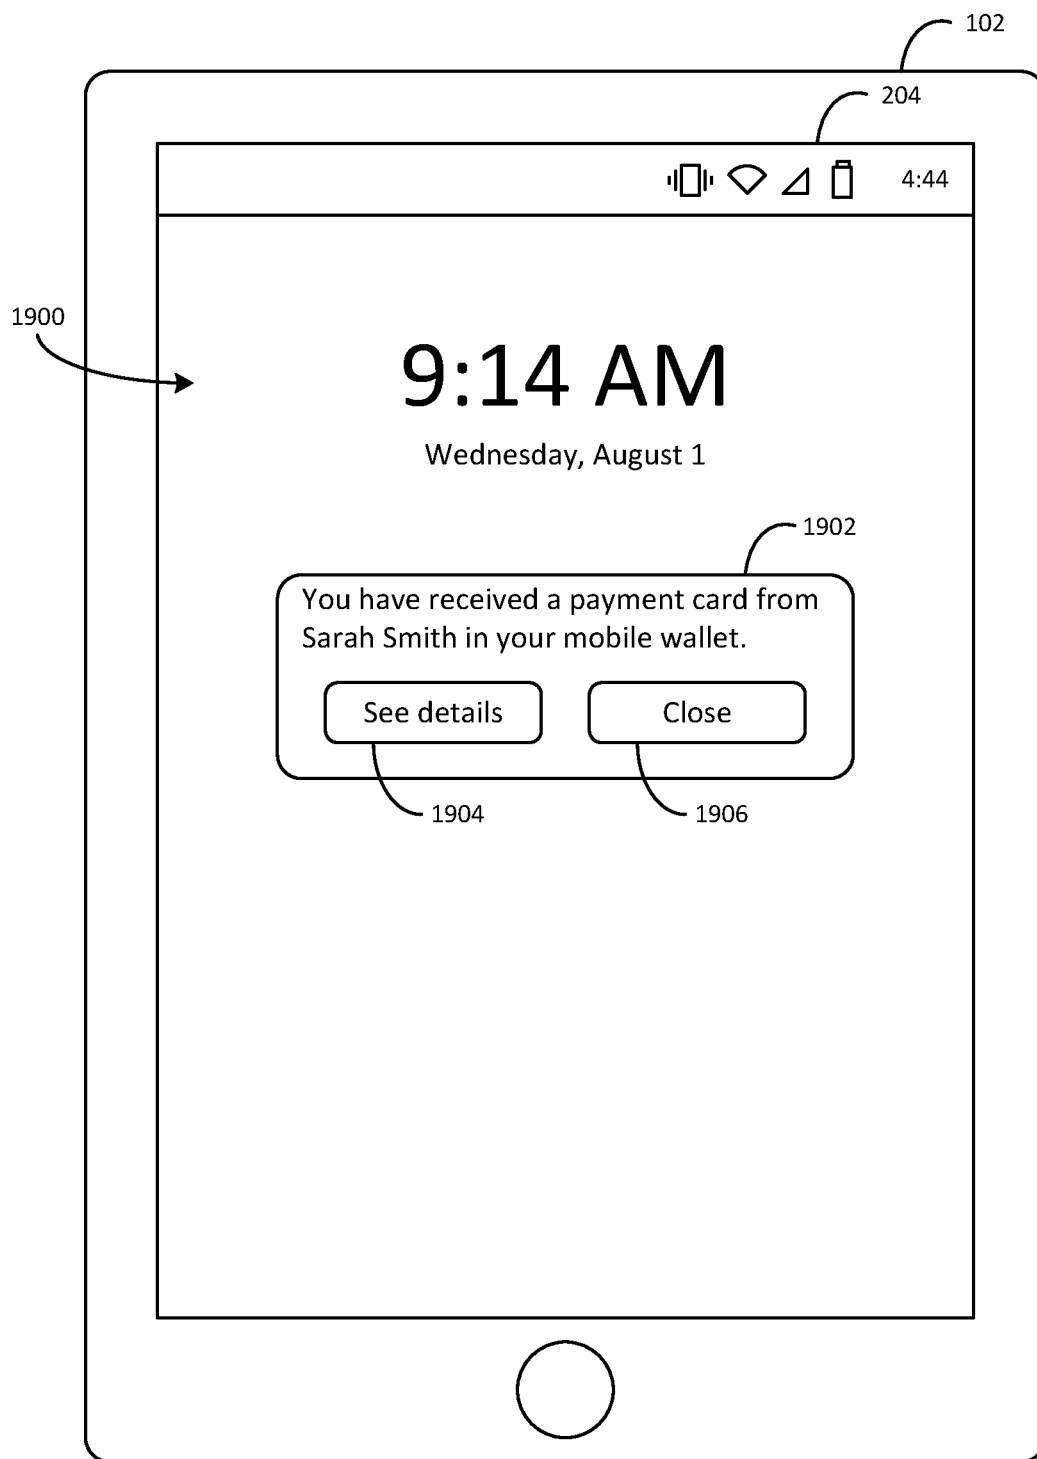 102
204
4:44
1900
9:14 AM
Wednesday, August 1
1902
You have received a payment card from
Sarah Smith in your mobile wallet.
See details
Close
1904
1906